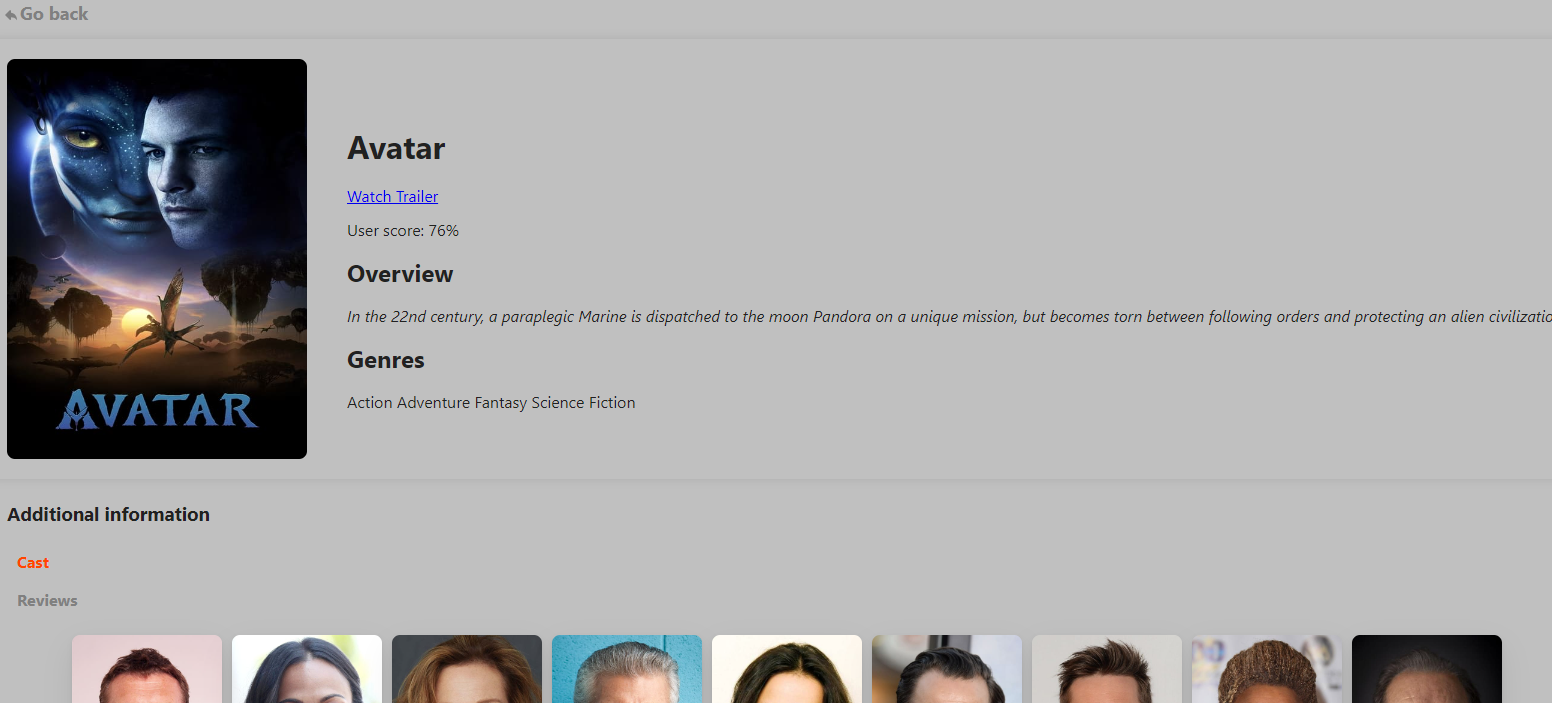 Go back
Avatar
Watch Trailer
User score: 76%
Overview
In the 22nd century, a paraplegic Marine is dispatched to the moon Pandora on a unique mission, but becomes torn between following orders and protecting an alien civilizatio
Genres
Action Adventure Fantasy Science Fiction
AVATAR
Additional information
Cast
Reviews